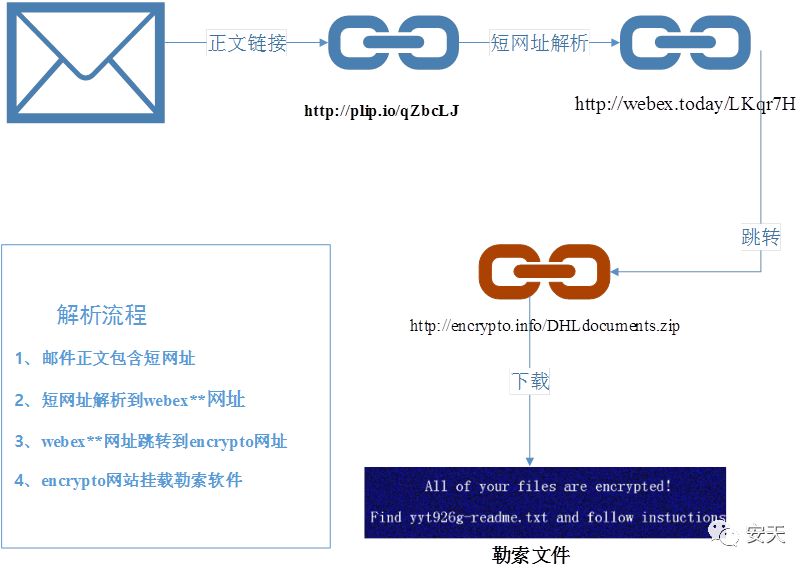 正文链接
短网址解析
http://plip.io/qZbcLJ
http://webex.today/LKqr7H
跳转
http://encrypto.info/DHLdocuments.zip
下载
All of your files are encrypted!
Find yyt926g-readme.txt and follow instuctions
勒索文件
安天
解析流程
1、邮件正文包含短网址
2、短网址解析到webex**网址
3、webex**网址跳转到encrypto网址
4、encrypto网站挂载勒索软件